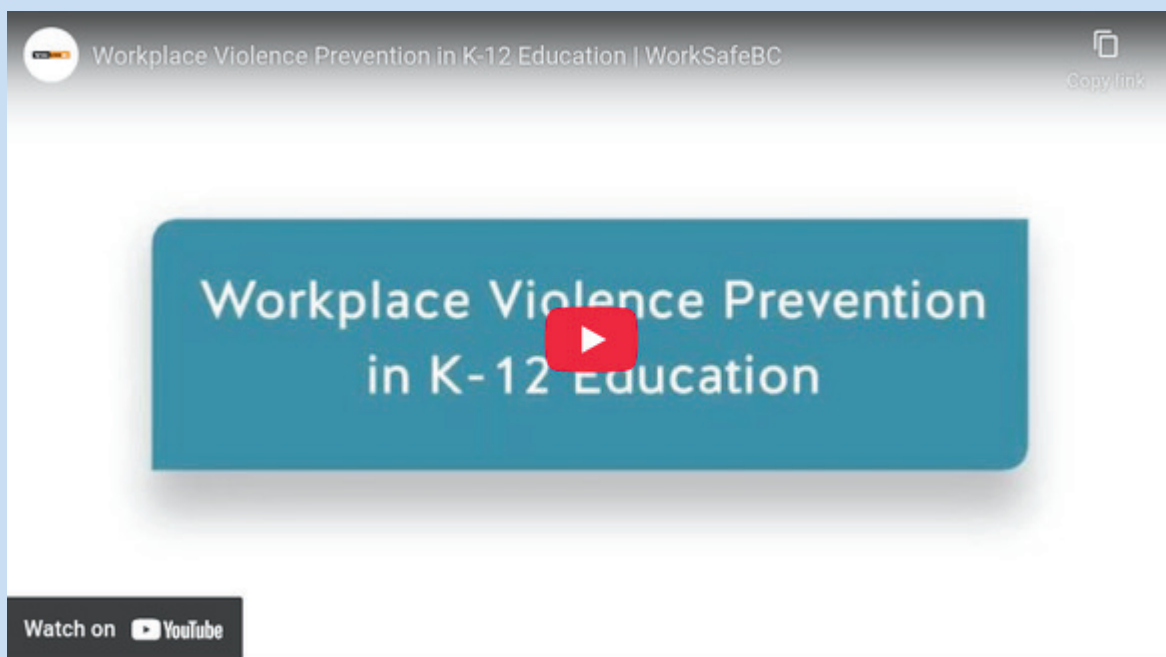 Workplace Violence Prevention in K-12 Education | WorkSafeBC
Copy link
Workplace Violence Prevention
in K-12 Education
Watch on YouTube